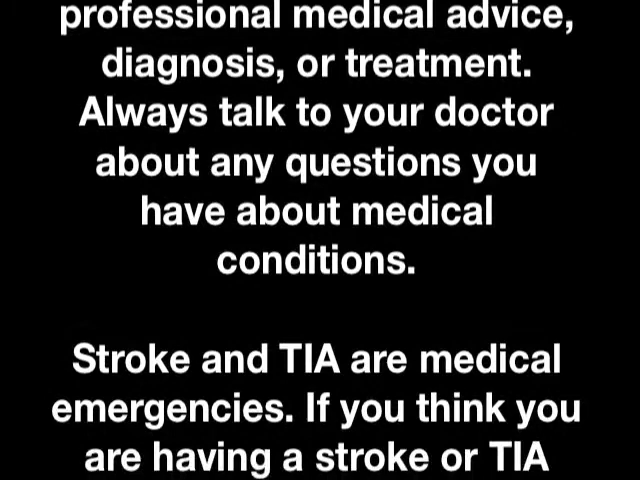 professional medical advice,
diagnosis, or treatment.
Always talk to your doctor
about any questions you
have about medical
conditions.
Stroke and TIA are medical
emergencies. If you think you
are having a stroke or TIA